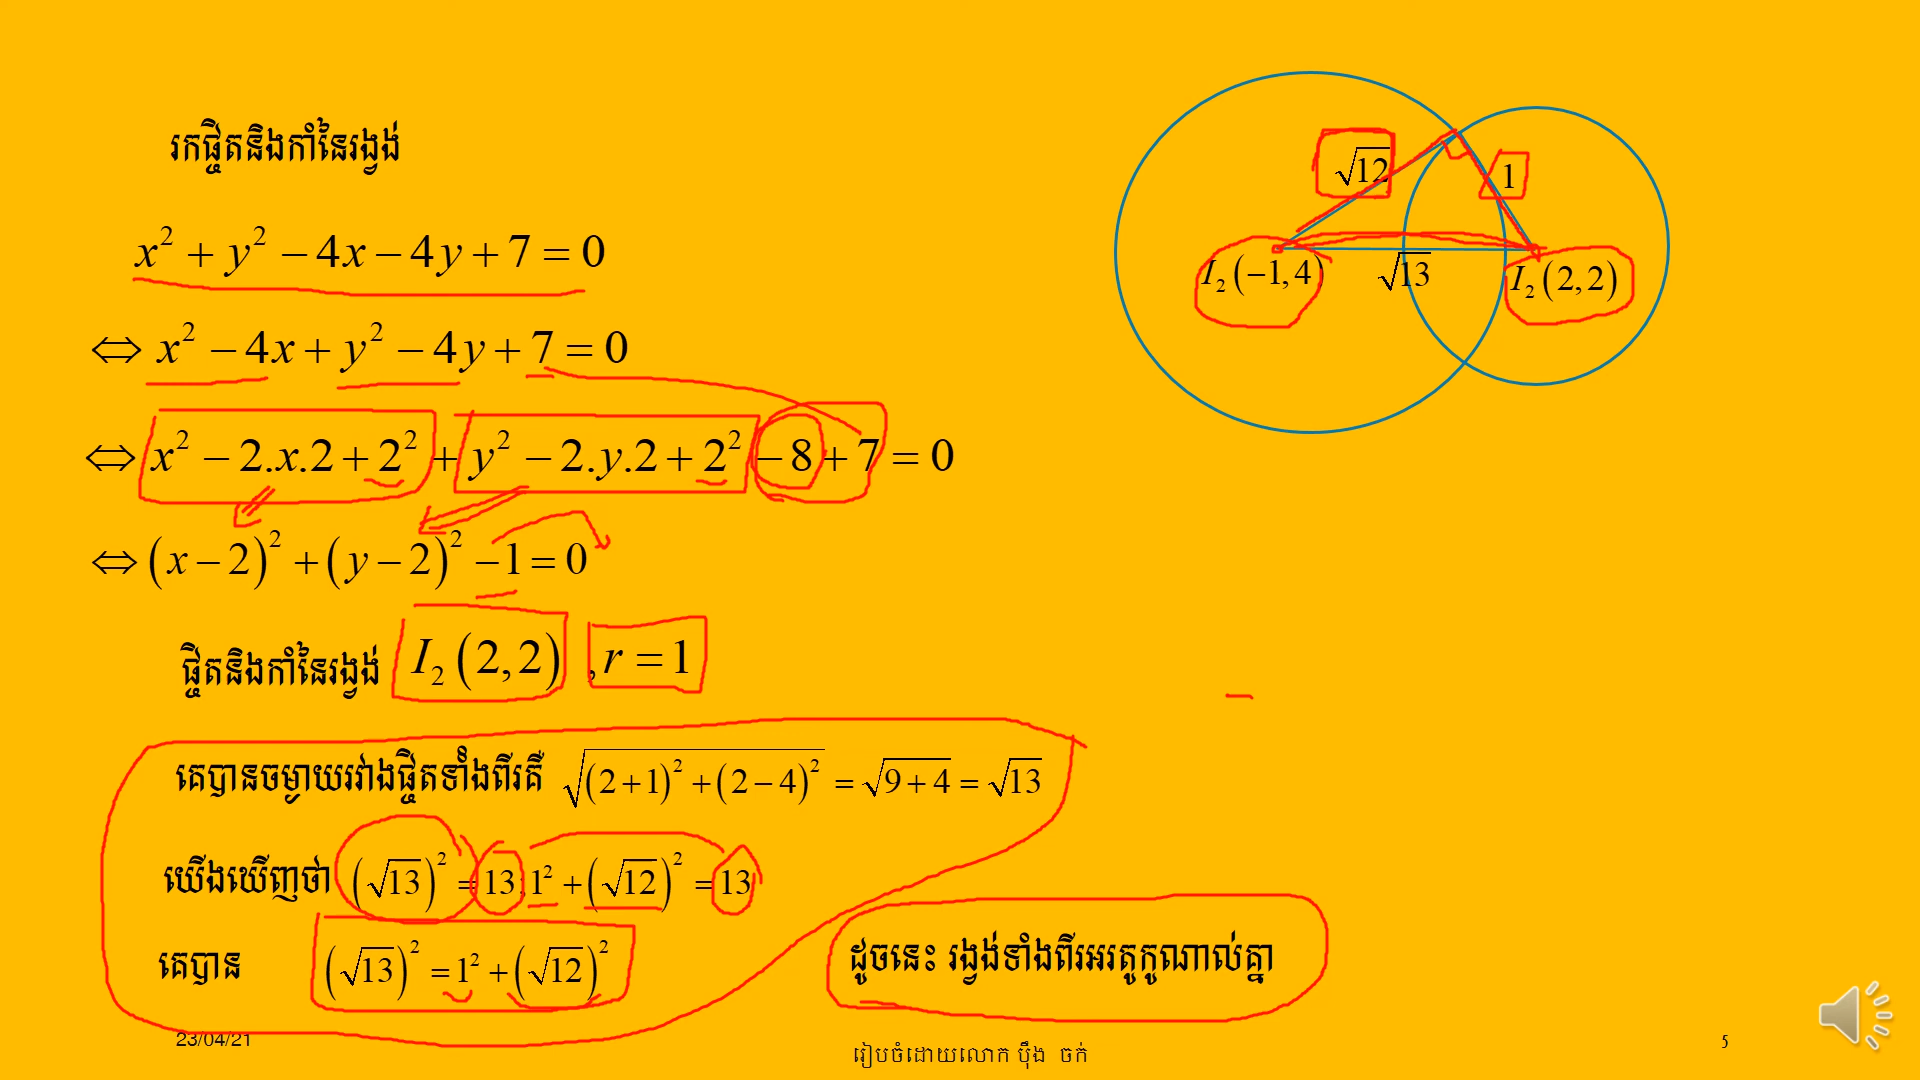 រកផ្ចិតនិងកាំនៃរង្វង់
x² + y² − 4x − 4y + 7 = 0
⇔ x² − 4x + y² − 4y + 7 = 0
⇔ x² − 2.x.2 + 2² + y² − 2.y.2 + 2² − 8 + 7 = 0
⇔ (x − 2)² + (y − 2)² − 1 = 0
ផ្ចិតនិងកាំនៃរង្វង់ I₂(2,2) ,r = 1
គេបានចម្ងាយរវាងផ្ចិតទាំងពីរគឺ √((2+1)² + (2−4)²) = √(9+4) = √13
យើងឃើញថា (√13)² = 13; 1² + (√12)² = 13
គេបាន (√13)² = 1² + (√12)²
ដូចនេះ រង្វង់ទាំងពីរអរតូកូណាល់គ្នា
√12
1
I₂(−1,4)
√13
I₂(2,2)
23/04/21
រៀបចំដោយលោក ប៉ឹង ចក់
5